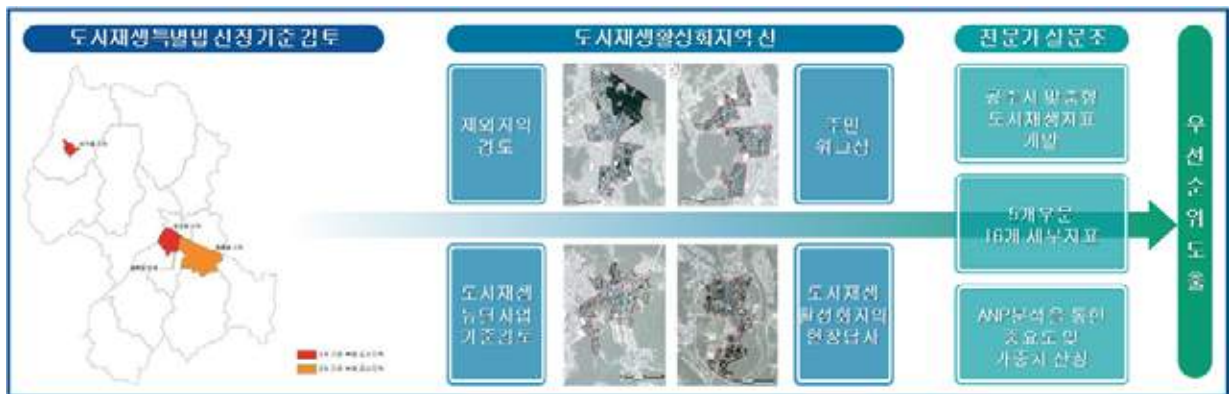 도시재생특별법 선정기준 검토
도시재생활성화지역 선
전문가 설문조
제외지역
검토
주민
워크샵
도시재생
뉴딜사업
기준검토
도시재생
활성화지역
현장답사
공주시 맞춤형
도시재생지표
개발
5개부문
16개 세부지표
ANP분석을 통한
중요도 및
가중치 산정
우선순위도출